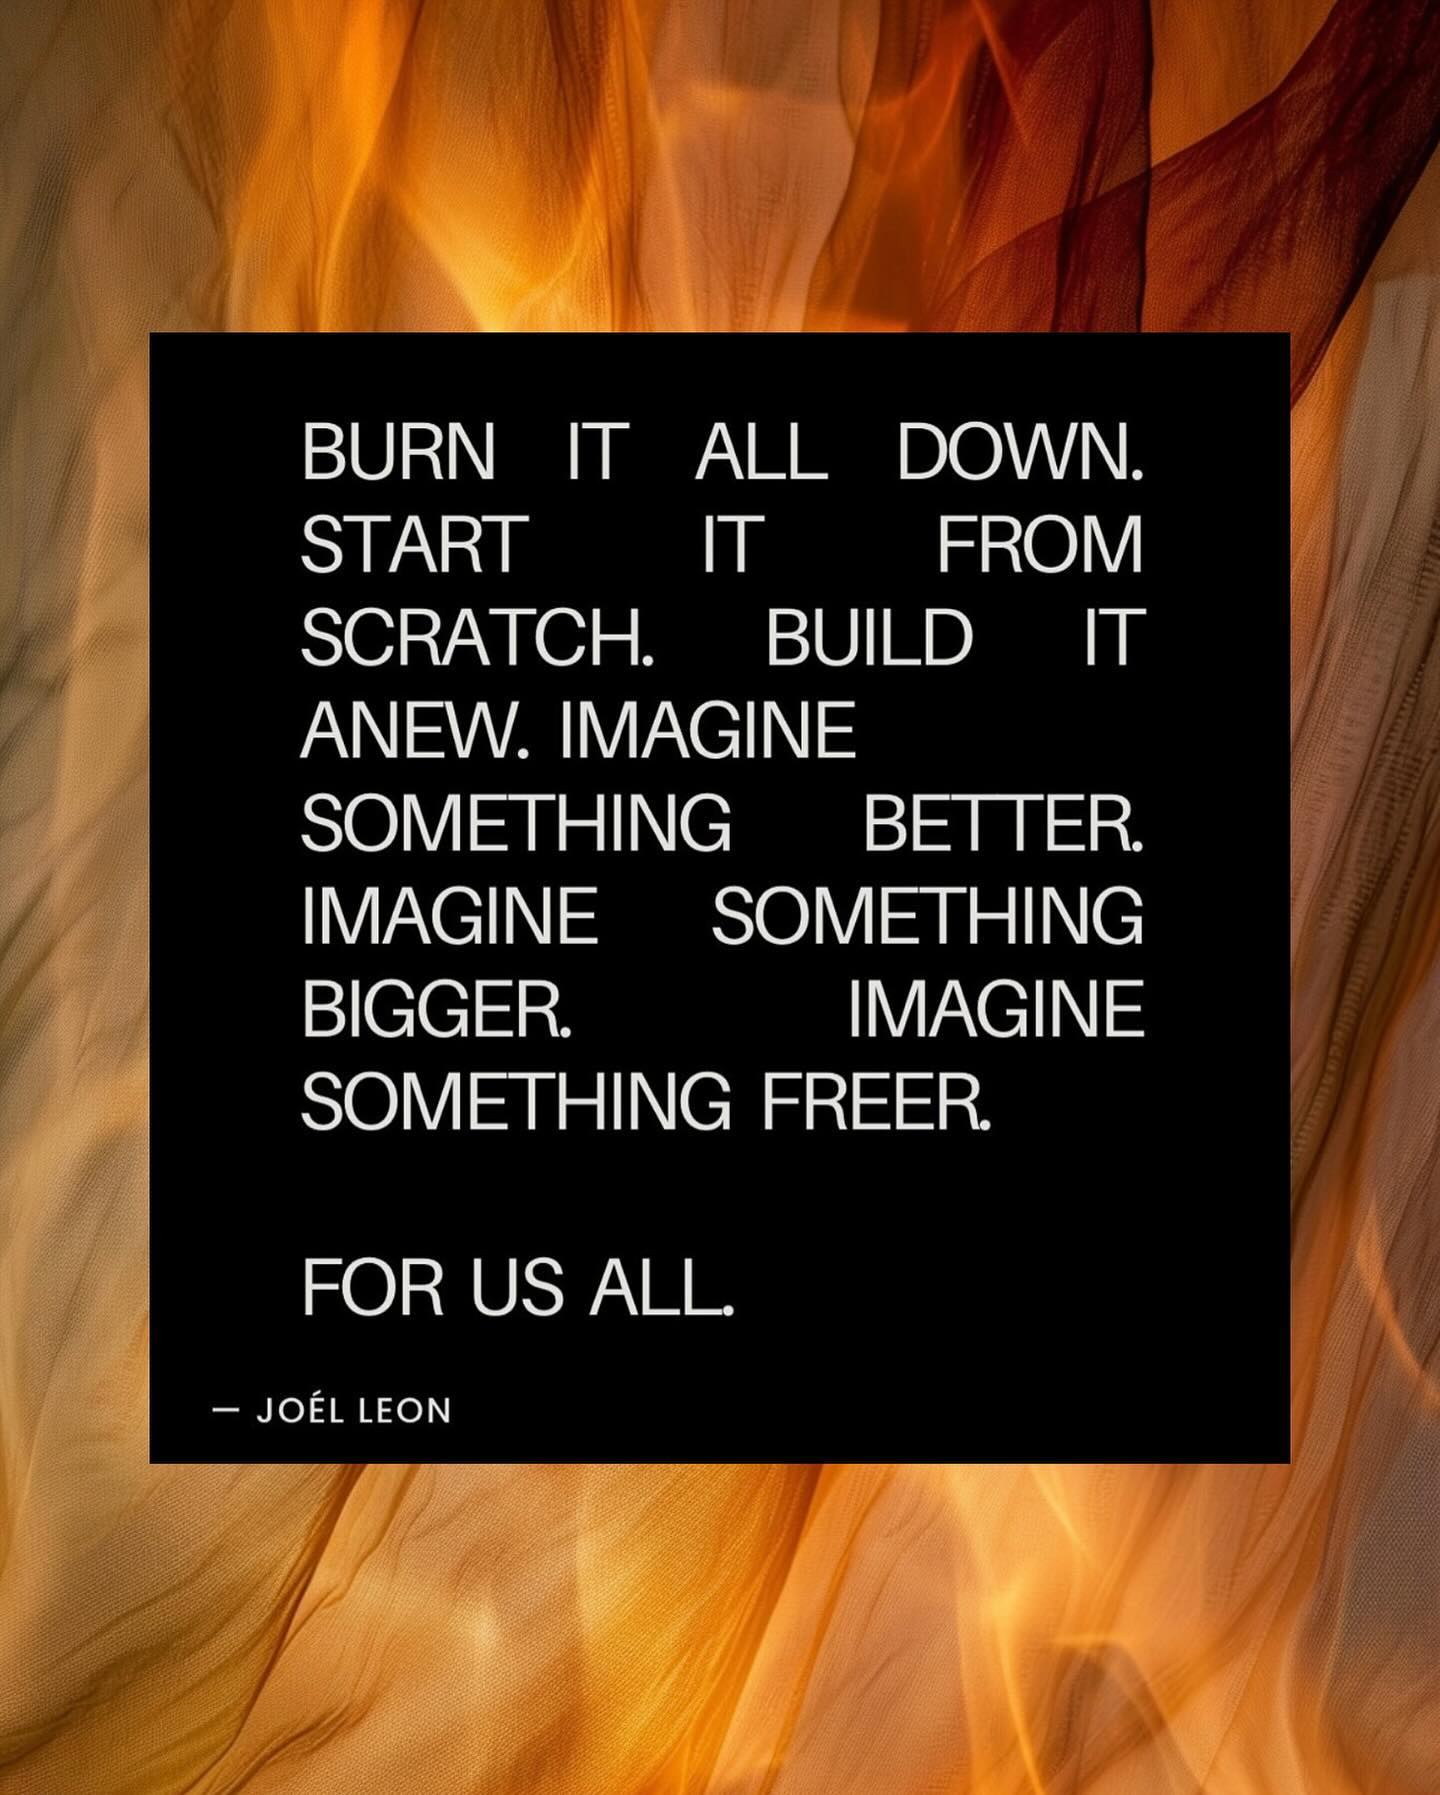 BURN IT ALL DOWN.
START IT FROM
SCRATCH. BUILD IT
ANEW. IMAGINE
SOMETHING BETTER.
IMAGINE SOMETHING
BIGGER. IMAGINE
SOMETHING FREER.
FOR US ALL.
— JOÉL LEON